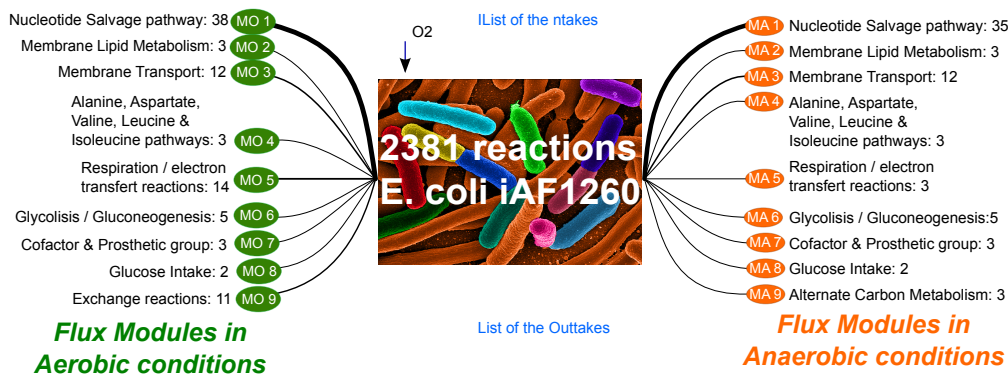 Nucleotide Salvage pathway: 38 MO 1
Membrane Lipid Metabolism: 3 MO 2
Membrane Transport: 12 MO 3
Alanine, Aspartate,
Valine, Leucine &
Isoleucine pathways: 3 MO 4
Respiration / electron
transfert reactions: 14 MO 5
Glycolisis / Gluconeogenesis: 5 MO 6
Cofactor & Prosthetic group: 3 MO 7
Glucose Intake: 2 MO 8
Exchange reactions: 11 MO 9
Flux Modules in
Aerobic conditions
IList of the ntakes
O2
2381 reactions
E. coli iAF1260
List of the Outtakes
MA 1 Nucleotide Salvage pathway: 35
MA 2 Membrane Lipid Metabolism: 3
MA 3 Membrane Transport: 12
MA 4 Alanine, Aspartate,
Valine, Leucine &
Isoleucine pathways:
3
MA 5 Respiration / electron
transfert reactions: 3
MA 6 Glycolisis / Gluconeogenesis:5
MA 7 Cofactor & Prosthetic group: 3
MA 8 Glucose Intake: 2
MA 9 Alternate Carbon Metabolism: 3
Flux Modules in
Anaerobic conditions